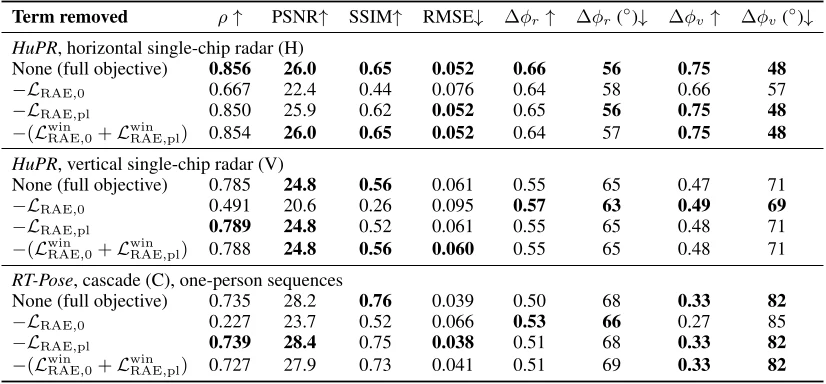 Term removed ρ ↑ PSNR↑ SSIM↑ RMSE↓ Δϕr ↑ Δϕr (°)↓ Δϕv ↑ Δϕv (°)↓
HuPR, horizontal single-chip radar (H)
None (full objective) 0.856 26.0 0.65 0.052 0.66 56 0.75 48
−ℒRAE,0 0.667 22.4 0.44 0.076 0.64 58 0.66 57
−ℒRAE,pl 0.850 25.9 0.62 0.052 0.65 56 0.75 48
−(ℒwinRAE,0 + ℒwinRAE,pl) 0.854 26.0 0.65 0.052 0.64 57 0.75 48
HuPR, vertical single-chip radar (V)
None (full objective) 0.785 24.8 0.56 0.061 0.55 65 0.47 71
−ℒRAE,0 0.491 20.6 0.26 0.095 0.57 63 0.49 69
−ℒRAE,pl 0.789 24.8 0.52 0.061 0.55 65 0.48 71
−(ℒwinRAE,0 + ℒwinRAE,pl) 0.788 24.8 0.56 0.060 0.55 65 0.48 71
RT-Pose, cascade (C), one-person sequences
None (full objective) 0.735 28.2 0.76 0.039 0.50 68 0.33 82
−ℒRAE,0 0.227 23.7 0.52 0.066 0.53 66 0.27 85
−ℒRAE,pl 0.739 28.4 0.75 0.038 0.51 68 0.33 82
−(ℒwinRAE,0 + ℒwinRAE,pl) 0.727 27.9 0.73 0.041 0.51 69 0.33 82